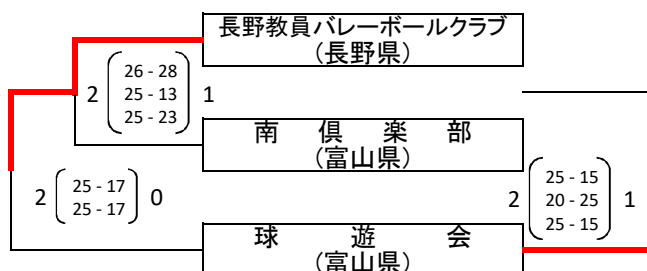 長野教員バレーボールクラブ
(長野県)
2 26 - 28 1
25 - 13
25 - 23
南倶楽部
(富山県)
2 25 - 17 0
25 - 17
2 25 - 15 1
20 - 25
25 - 15
球遊会
(富山県)